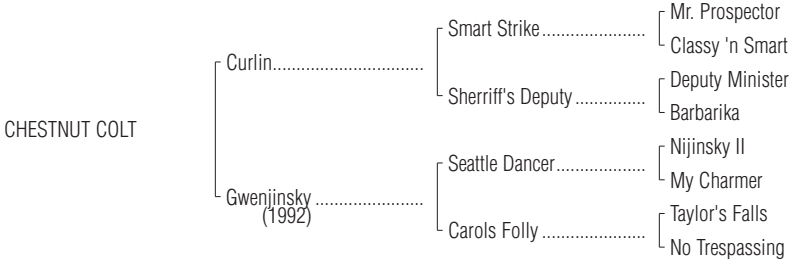 Mr. Prospector
Smart Strike......................
Classy 'n Smart
Curlin................................
Deputy Minister
Sherriff's Deputy ...............
Barbarika
CHESTNUT COLT
Nijinsky II
Seattle Dancer...................
My Charmer
Gwenjinsky .......................
(1992)
Taylor's Falls
Carols Folly ......................
No Trespassing